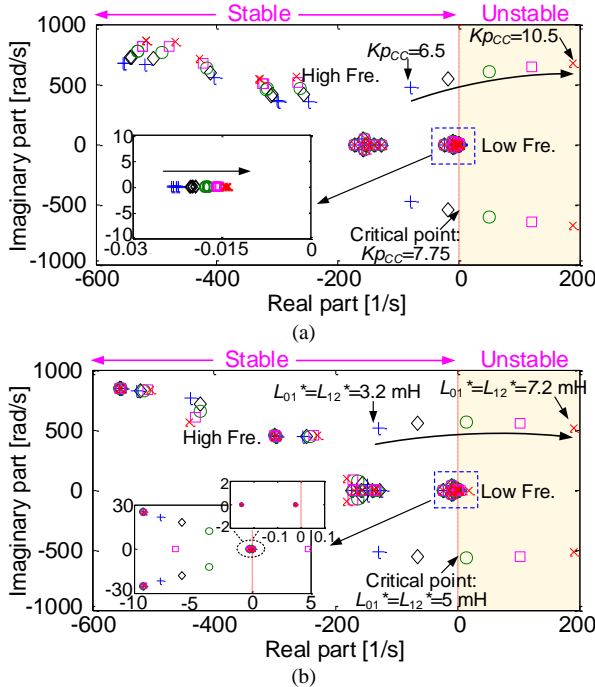 Stable Unstable
(a)
1000
500
0
-500
-1000
Imaginary part [rad/s]
High Fre.
Kp_CC=6.5
Kp_CC=10.5
Low Fre.
10
5
0
-5
-10
-0.03 -0.015 0
Critical point:
Kp_CC=7.75
-600 -400 -200 0 200
Real part [1/s]
(a)
Stable Unstable
1000
500
0
-500
-1000
Imaginary part [rad/s]
L01*=L12*=3.2 mH
L01*=L12*=7.2 mH
High Fre.
Low Fre.
2
0
-2
-0.1 0 0.1
30
0
-30
-10 -5 0 5
Critical point:
L01*=L12*=5 mH
-600 -400 -200 0 200
Real part [1/s]
(b)